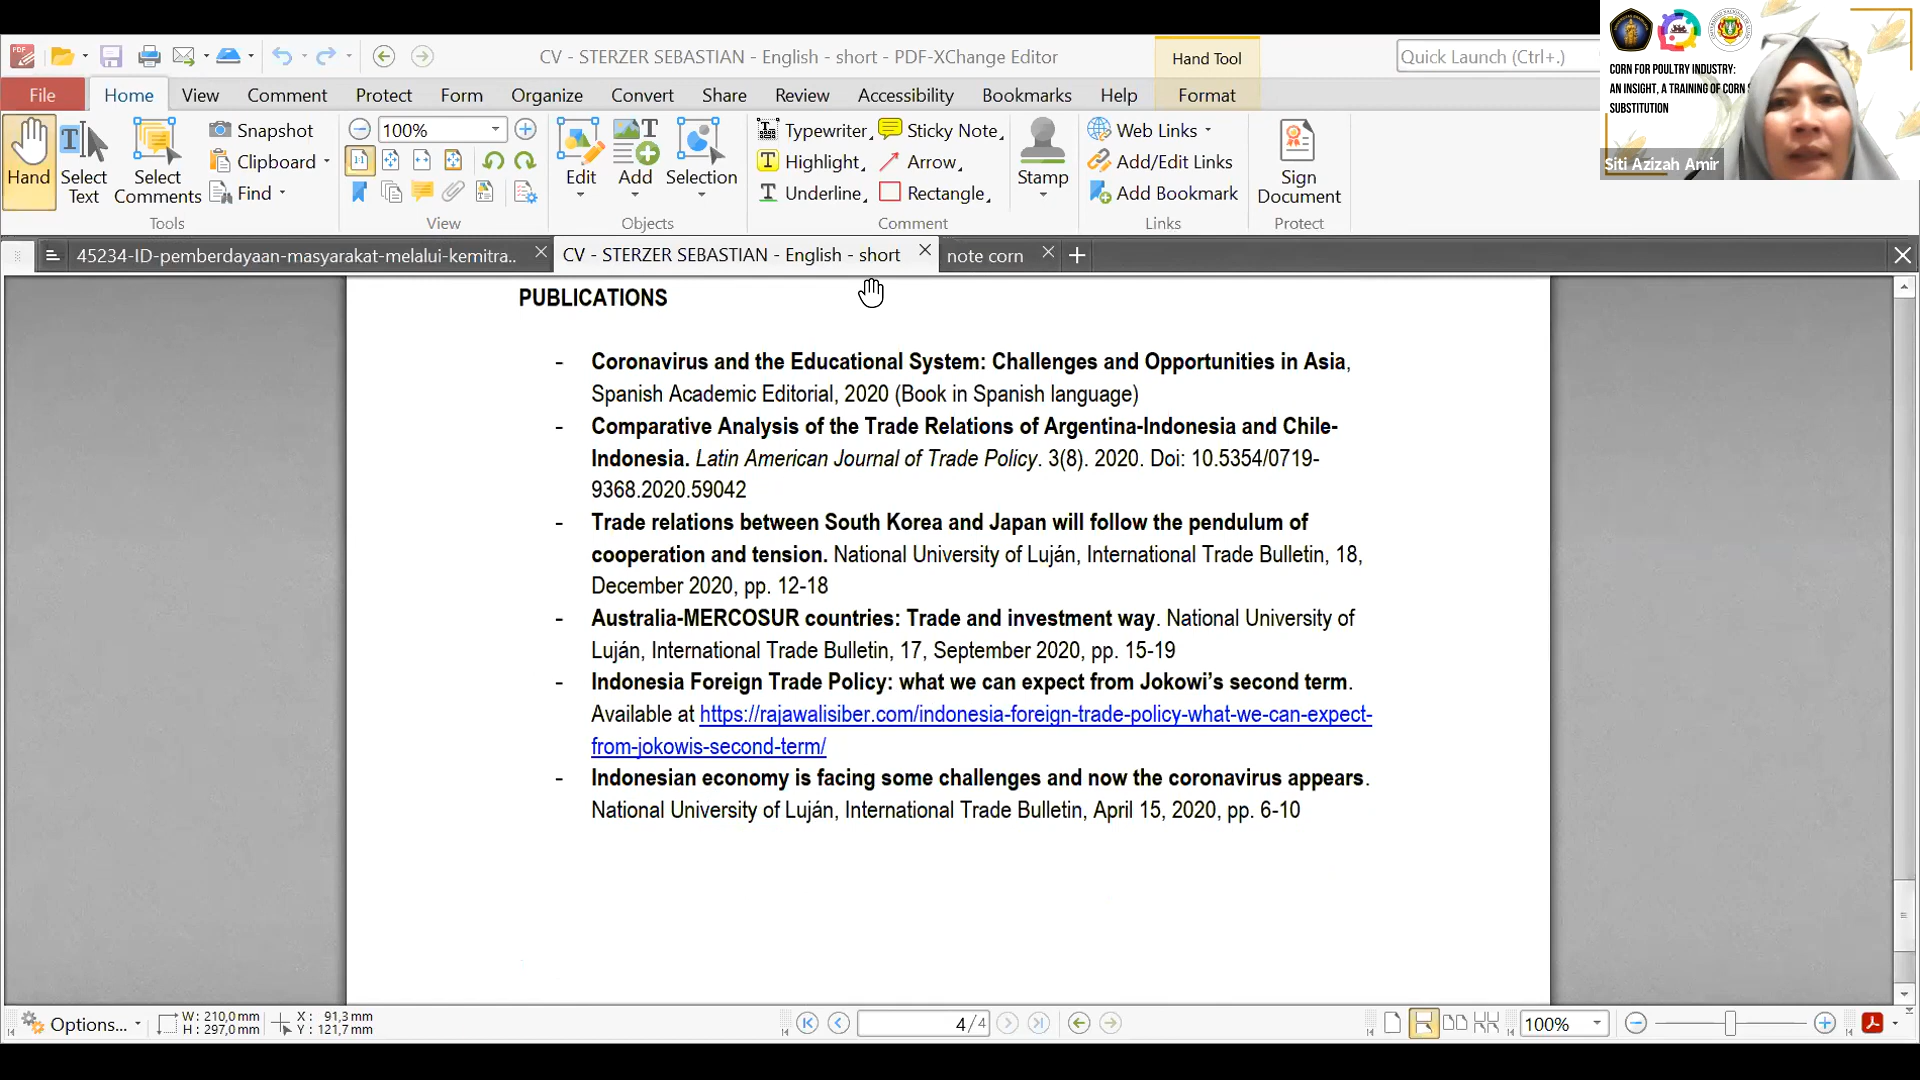 CV - STERZER SEBASTIAN - English - short - PDF-XChange Editor
Hand Tool
Quick Launch (Ctrl+.)
CORN FOR POULTRY INDUSTRY:
AN INSIGHT, A TRAINING OF CORN
SUBSTITUTION
Siti Azizah Amir
File Home View Comment Protect Form Organize Convert Share Review Accessibility Bookmarks Help Format
Hand
Select Text
Select Comments
Snapshot
Clipboard
Find
Tools
100%
View
Edit
Add
Selection
Objects
Typewriter
Highlight
Underline
Sticky Note
Arrow
Rectangle
Comment
Stamp
Web Links
Add/Edit Links
Add Bookmark
Links
Sign Document
Protect
45234-ID-pemberdayaan-masyarakat-melalui-kemitra..
CV - STERZER SEBASTIAN - English - short
note corn
PUBLICATIONS
- Coronavirus and the Educational System: Challenges and Opportunities in Asia,
Spanish Academic Editorial, 2020 (Book in Spanish language)
- Comparative Analysis of the Trade Relations of Argentina-Indonesia and Chile-
Indonesia. Latin American Journal of Trade Policy. 3(8). 2020. Doi: 10.5354/0719-
9368.2020.59042
- Trade relations between South Korea and Japan will follow the pendulum of
cooperation and tension. National University of Luján, International Trade Bulletin, 18,
December 2020, pp. 12-18
- Australia-MERCOSUR countries: Trade and investment way. National University of
Luján, International Trade Bulletin, 17, September 2020, pp. 15-19
- Indonesia Foreign Trade Policy: what we can expect from Jokowi’s second term.
Available at https://rajawalisiber.com/indonesia-foreign-trade-policy-what-we-can-expect-
from-jokowis-second-term/
- Indonesian economy is facing some challenges and now the coronavirus appears.
National University of Luján, International Trade Bulletin, April 15, 2020, pp. 6-10
Options...
W: 210,0 mm
H: 297,0 mm
X: 91,3 mm
Y: 121,7 mm
4/4
100%